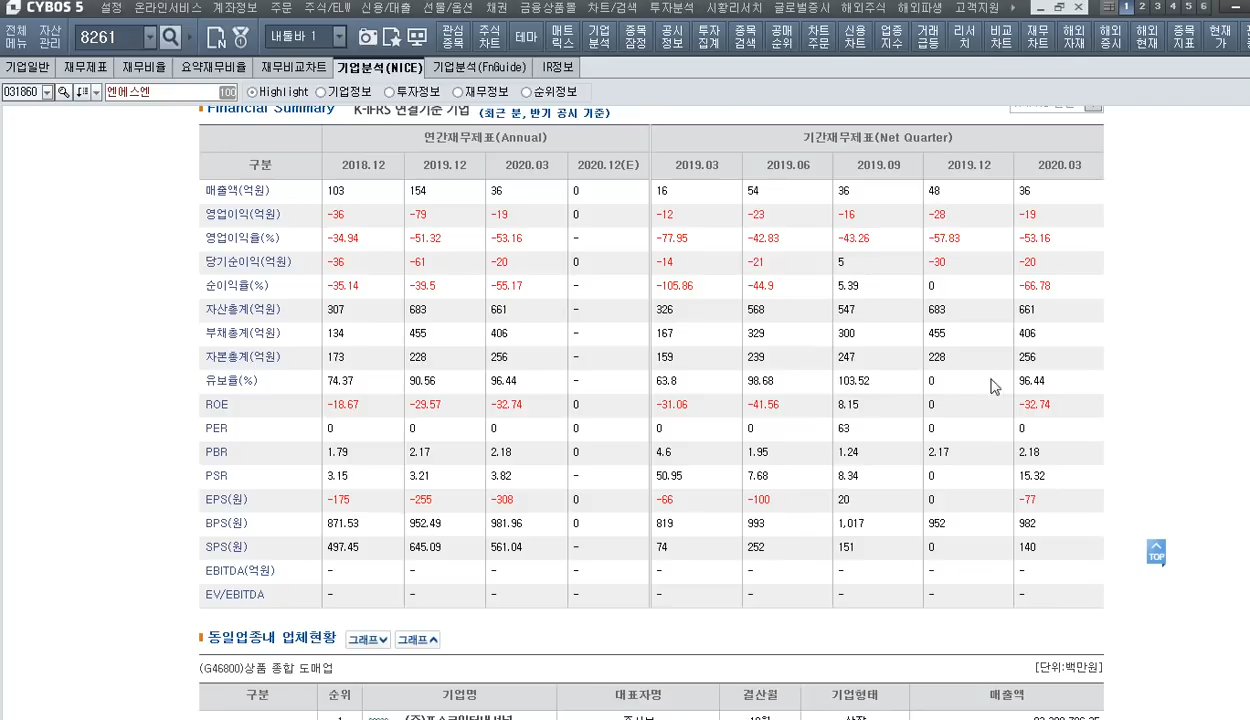 CYBOS 5 설정 온라인서비스 계좌정보 주문 주식/ELW 신용/대출 선물/옵션 채권 금융상품몰 차트/검색 투자분석 시황리서치 글로벌증시 해외주식 해외파생 고객지원 1 2 3 4 5 6
전체 메뉴 자산 관리 8261 내툴바 1 관심 종목 주식 차트 테마 매트 릭스 기업 분석 종목 잠정 공시 정보 투자 집계 종목 검색 공매 순위 차트 주문 신용 차트 업종 지수 거래 급등 리서 치 비교 차트 재무 차트 해외 자재 해외 증시 해외 현재 종목 지표 현재 가
기업일반 재무제표 재무비율 요약재무비율 재무비교차트 기업분석(NICE) 기업분석(FnGuide) IR정보
031860 엔에스엔 100 Highlight 기업정보 투자정보 재무정보 순위정보
Financial Summary K-IFRS 연결기준 기업 (최근 분,반기 공시 기준)
연간재무제표(Annual) 기간재무제표(Net Quarter)
구분 2018.12 2019.12 2020.03 2020.12(E) 2019.03 2019.06 2019.09 2019.12 2020.03
매출액(억원) 103 154 36 0 16 54 36 48 36
영업이익(억원) -36 -79 -19 0 -12 -23 -16 -28 -19
영업이익율(%) -34.94 -51.32 -53.16 - -77.95 -42.83 -43.26 -57.83 -53.16
당기순이익(억원) -36 -61 -20 0 -14 -21 5 -30 -20
순이익율(%) -35.14 -39.5 -55.17 - -105.86 -44.9 5.39 0 -66.78
자산총계(억원) 307 683 661 - 326 568 547 683 661
부채총계(억원) 134 455 406 - 167 329 300 455 406
자본총계(억원) 173 228 256 - 159 239 247 228 256
유보율(%) 74.37 90.56 96.44 - 63.8 98.68 103.52 0 96.44
ROE -18.67 -29.57 -32.74 0 -31.06 -41.56 8.15 0 -32.74
PER 0 0 0 0 0 0 63 0 0
PBR 1.79 2.17 2.18 0 4.6 1.95 1.24 2.17 2.18
PSR 3.15 3.21 3.82 - 50.95 7.68 8.34 0 15.32
EPS(원) -175 -255 -308 0 -66 -100 20 0 -77
BPS(원) 871.53 952.49 981.96 0 819 993 1,017 952 982
SPS(원) 497.45 645.09 561.04 - 74 252 151 0 140
EBITDA(억원) - - - - - - - - -
EV/EBITDA - - - - - - - - -
TOP
동일업종내 업체현황 그래프 그래프
(G46800)상품 종합 도매업 [단위:백만원]
구분 순위 기업명 대표자명 결산월 기업형태 매출액